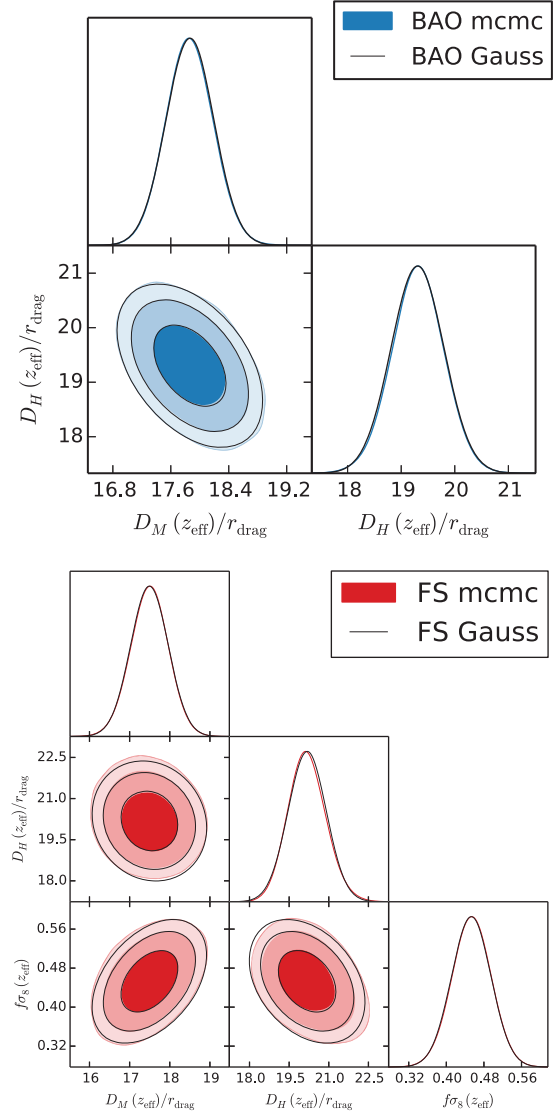 BAO mcmc
BAO Gauss
21
20
19
18
D_H (z_eff)/r_drag
16.8 17.6 18.4 19.2
18 19 20 21
D_M (z_eff)/r_drag
D_H (z_eff)/r_drag
FS mcmc
FS Gauss
22.5
21.0
19.5
18.0
D_H (z_eff)/r_drag
0.56
0.48
0.40
0.32
fσ_8 (z_eff)
16 17 18 19
18.0 19.5 21.0 22.5
0.32 0.40 0.48 0.56
D_M (z_eff)/r_drag
D_H (z_eff)/r_drag
fσ_8 (z_eff)